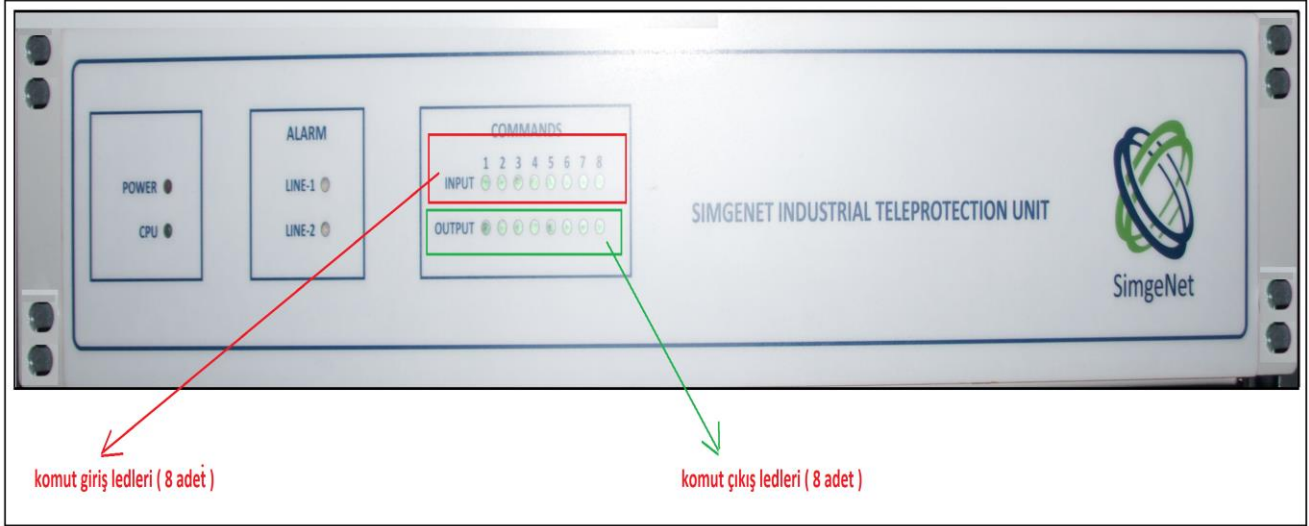 ALARM
COMMANDS
1 2 3 4 5 6 7 8
POWER
LINE-1
INPUT
CPU
LINE-2
OUTPUT
SIMGENET INDUSTRIAL TELEPROTECTION UNIT
SimgeNet
komut giriş ledleri ( 8 adet )
komut çıkış ledleri ( 8 adet )